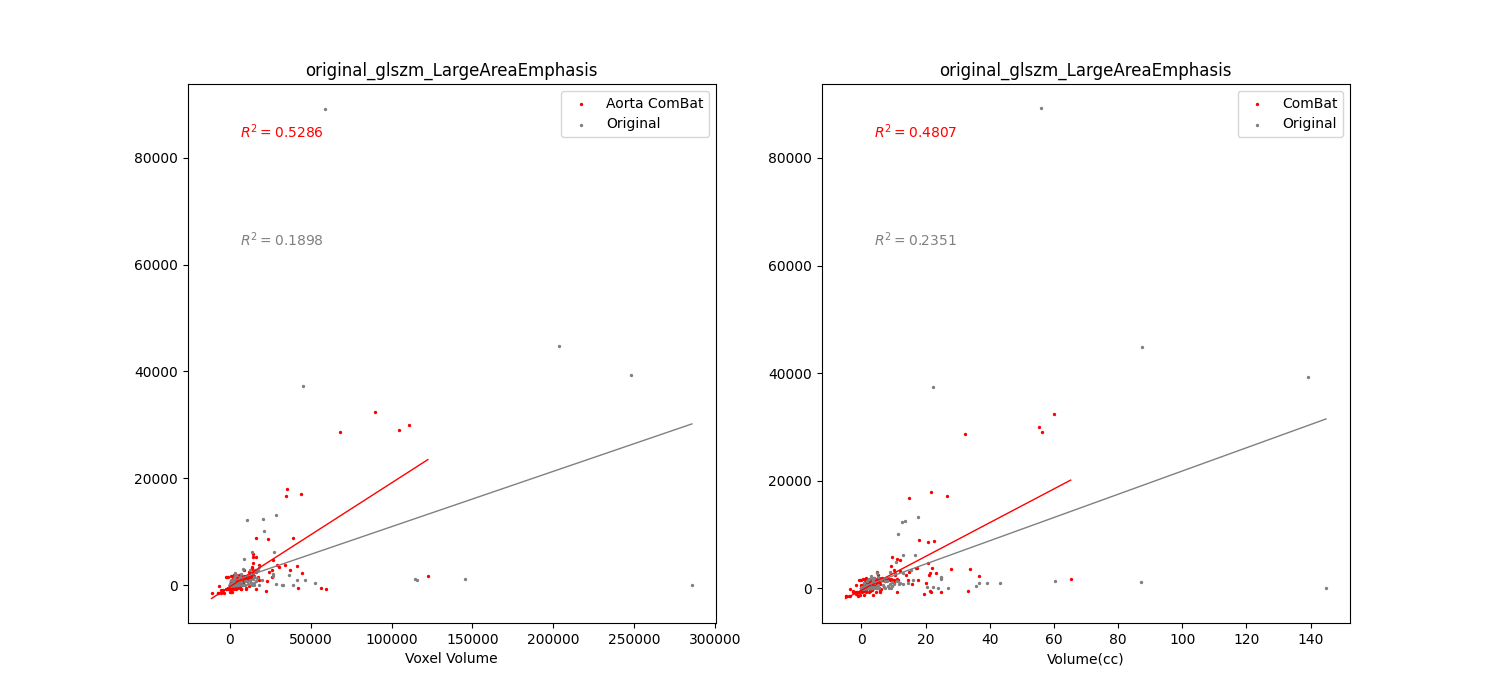 original_glszm_LargeAreaEmphasis
Aorta ComBat
Original
R² = 0.5286
R² = 0.1898
80000
60000
40000
20000
0
0 50000 100000 150000 200000 250000 300000
Voxel Volume
original_glszm_LargeAreaEmphasis
ComBat
Original
R² = 0.4807
R² = 0.2351
80000
60000
40000
20000
0
0 20 40 60 80 100 120 140
Volume(cc)